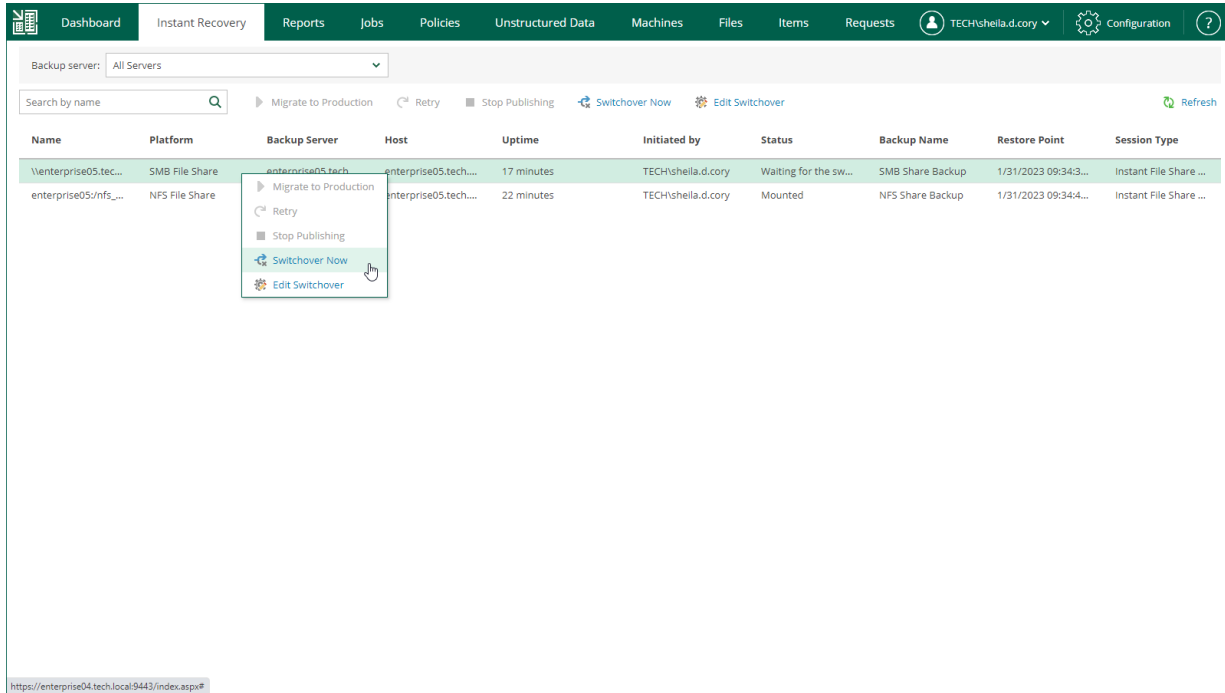 Dashboard Instant Recovery Reports Jobs Policies Unstructured Data Machines Files Items Requests TECH\sheila.d.cory Configuration ?
Backup server: All Servers
Search by name Migrate to Production Retry Stop Publishing Switchover Now Edit Switchover Refresh
Name Platform Backup Server Host Uptime Initiated by Status Backup Name Restore Point Session Type
\\enterprise05.tec... SMB File Share enterprise05.tech enterprise05.tech.... 17 minutes TECH\sheila.d.cory Waiting for the sw... SMB Share Backup 1/31/2023 09:34:3... Instant File Share ...
enterprise05:/nfs_... NFS File Share enterprise05.tech.... 22 minutes TECH\sheila.d.cory Mounted NFS Share Backup 1/31/2023 09:34:4... Instant File Share ...
Migrate to Production
Retry
Stop Publishing
Switchover Now
Edit Switchover
https://enterprise04.tech.local:9443/index.aspx#